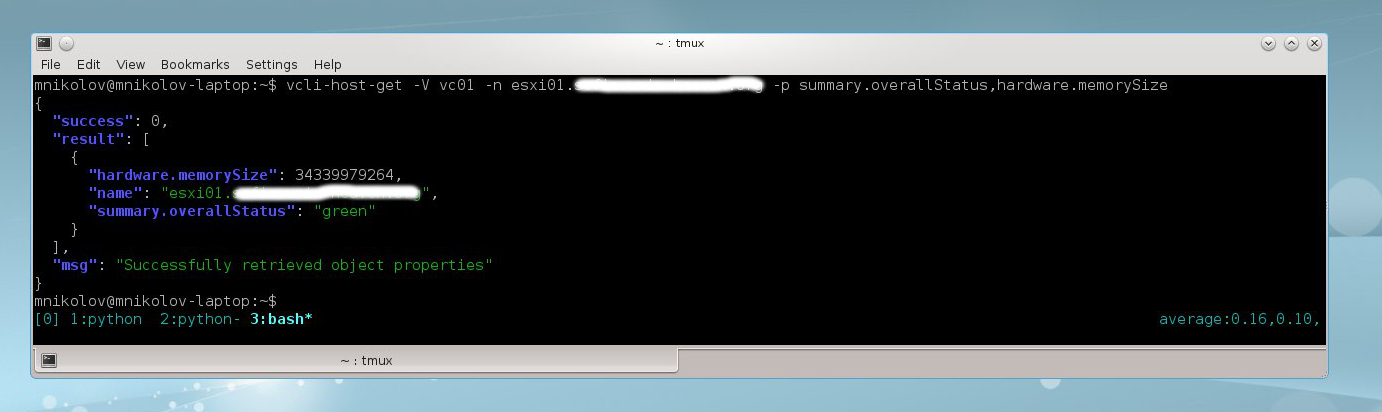 ~ : tmux
File Edit View Bookmarks Settings Help
mnikolov@mnikolov-laptop:~$ vcli-host-get -V vc01 -n esxi01. -p summary.overallStatus,hardware.memorySize
{
"success": 0,
"result": [
{
"hardware.memorySize": 34339979264,
"name": "esxi01.",
"summary.overallStatus": "green"
}
],
"msg": "Successfully retrieved object properties"
}
mnikolov@mnikolov-laptop:~$
[0] 1:python 2:python- 3:bash* average:0.16,0.10,
~ : tmux